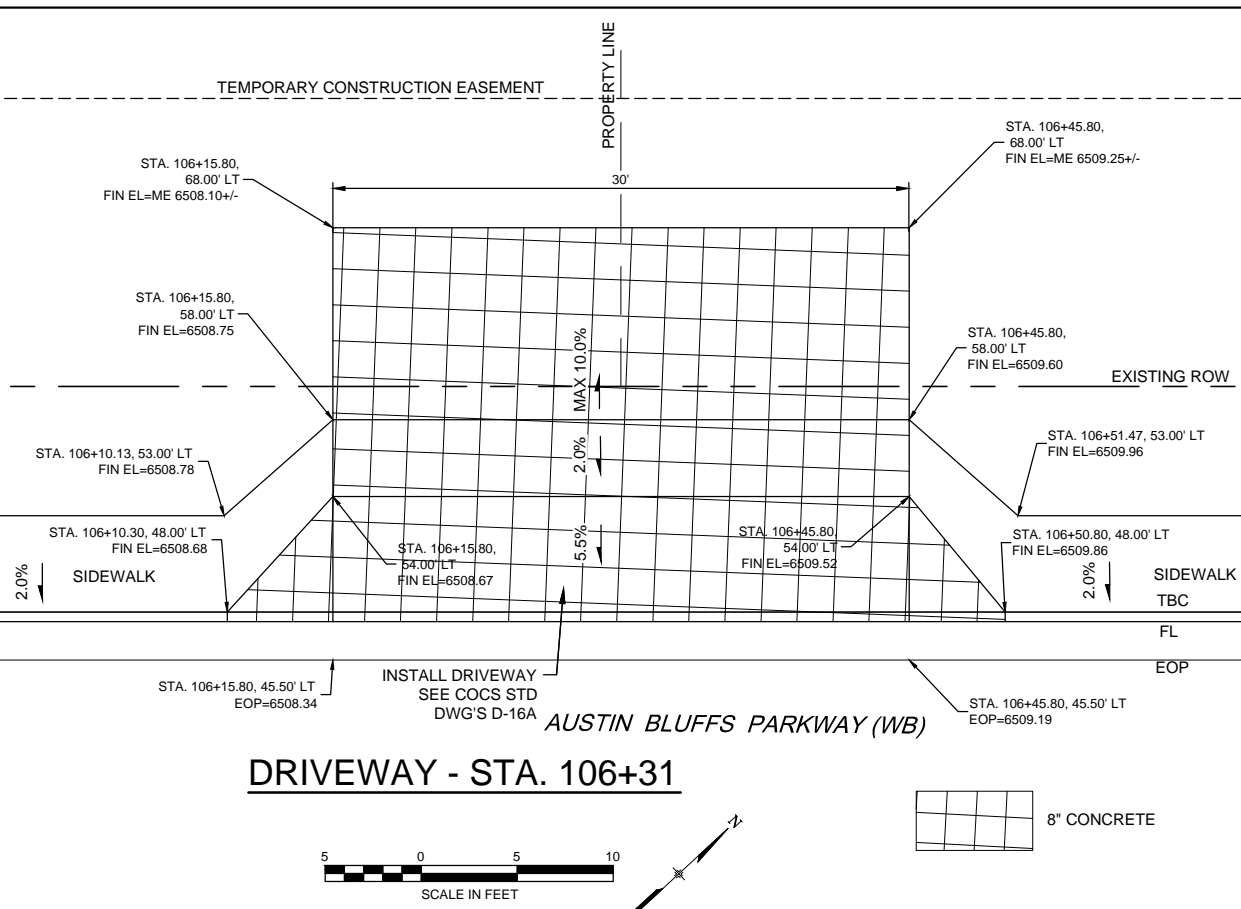 PROPERTY LINE
TEMPORARY CONSTRUCTION EASEMENT
STA. 106+15.80,
68.00' LT
FIN EL=ME 6508.10+/-
STA. 106+45.80,
68.00' LT
FIN EL=ME 6509.25+/-
30'
STA. 106+15.80,
58.00' LT
FIN EL=6508.75
STA. 106+45.80,
58.00' LT
FIN EL=6509.60
MAX 10.0%
EXISTING ROW
STA. 106+10.13, 53.00' LT
FIN EL=6508.78
2.0%
STA. 106+51.47, 53.00' LT
FIN EL=6509.96
STA. 106+10.30, 48.00' LT
FIN EL=6508.68
STA. 106+15.80,
54.00' LT
FIN EL=6508.67
5.5%
STA. 106+45.80,
54.00' LT
FIN EL=6509.52
STA. 106+50.80, 48.00' LT
FIN EL=6509.86
2.0%
SIDEWALK
2.0%
SIDEWALK
TBC
FL
EOP
STA. 106+15.80, 45.50' LT
EOP=6508.34
INSTALL DRIVEWAY
SEE COCS STD
DWG'S D-16A
STA. 106+45.80, 45.50' LT
EOP=6509.19
AUSTIN BLUFFS PARKWAY (WB)
DRIVEWAY - STA. 106+31
8" CONCRETE
N
5 0 5 10
SCALE IN FEET